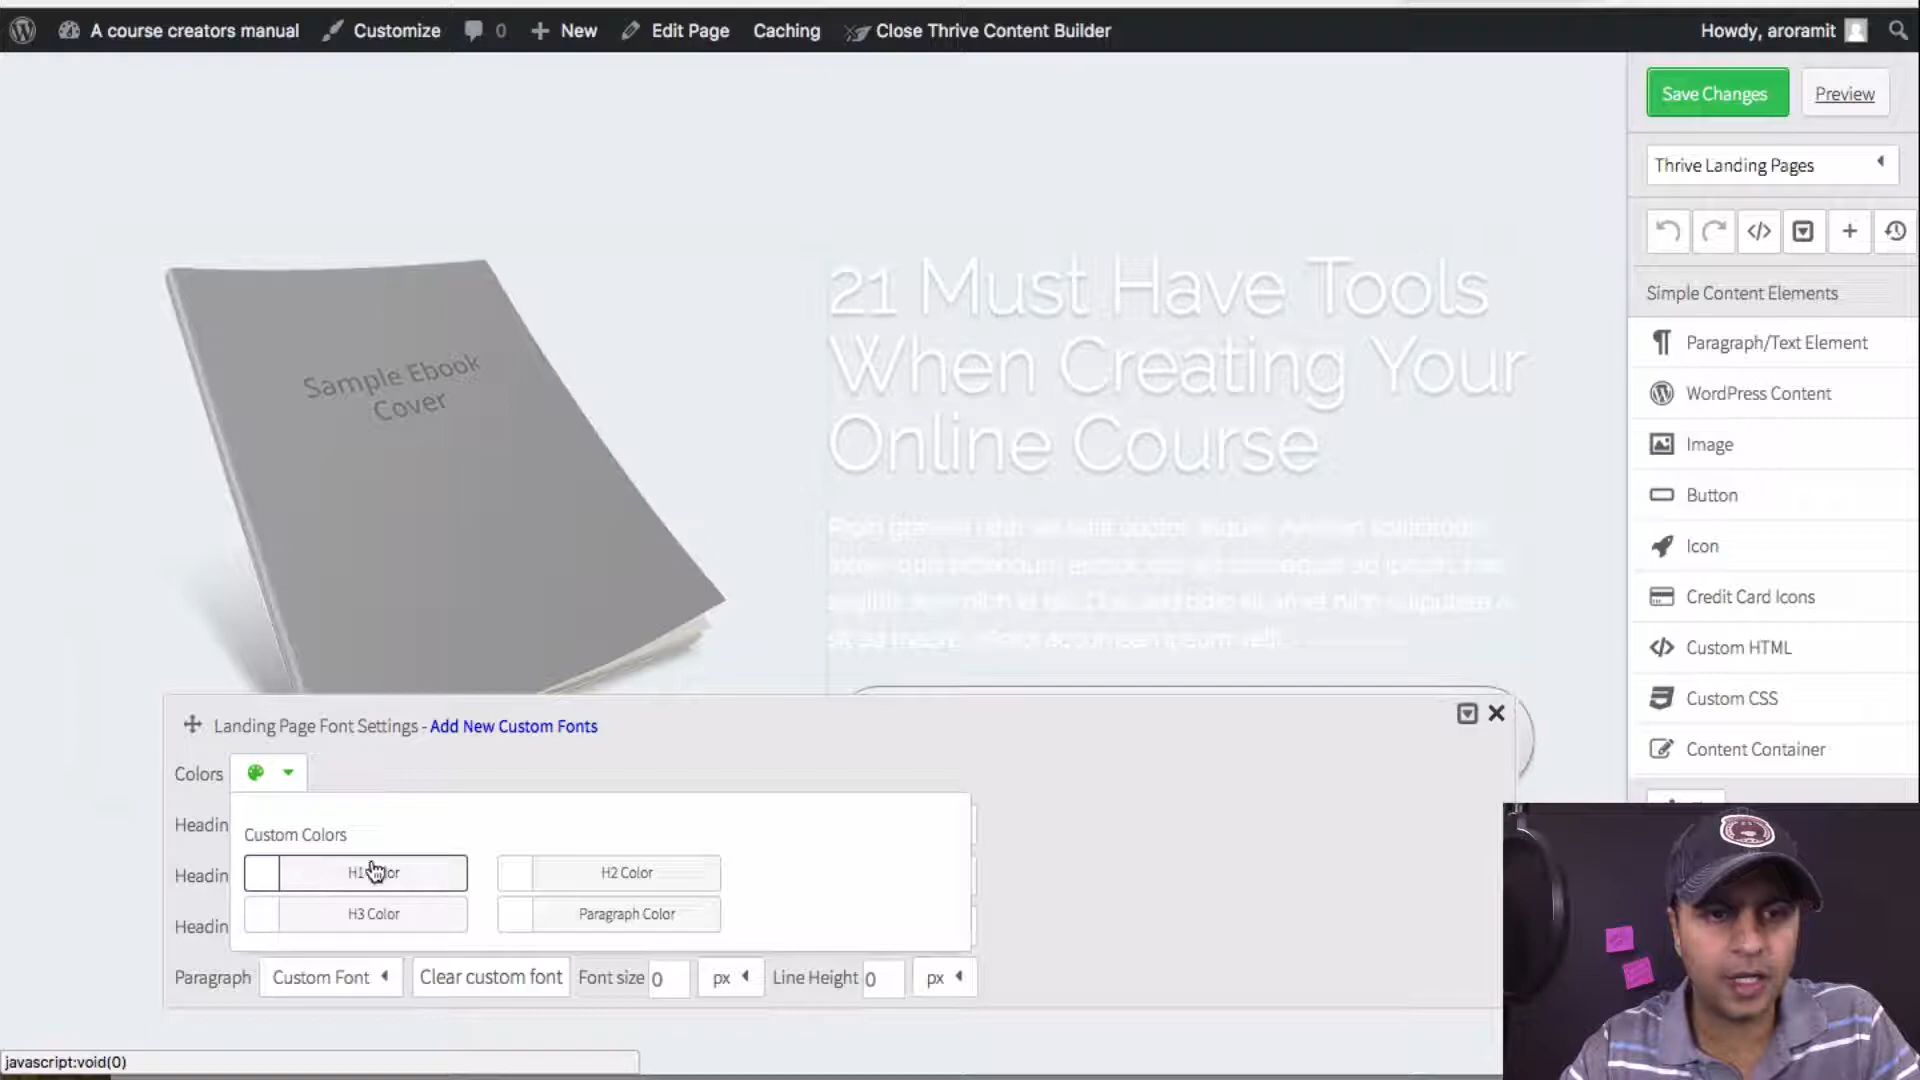 A course creators manual Customize 0 New Edit Page Caching Close Thrive Content Builder Howdy, aroramit
Save Changes Preview
Thrive Landing Pages
Simple Content Elements
Paragraph/Text Element
WordPress Content
Image
Button
Icon
Credit Card Icons
Custom HTML
Custom CSS
Content Container
Sample Ebook
Cover
21 Must Have Tools
When Creating Your
Online Course
Landing Page Font Settings - Add New Custom Fonts
Colors
Headin
Custom Colors
H1 Color H2 Color
Headin
H3 Color Paragraph Color
Headin
Paragraph Custom Font Clear custom font Font size 0 px Line Height 0 px
javascript:void(0)